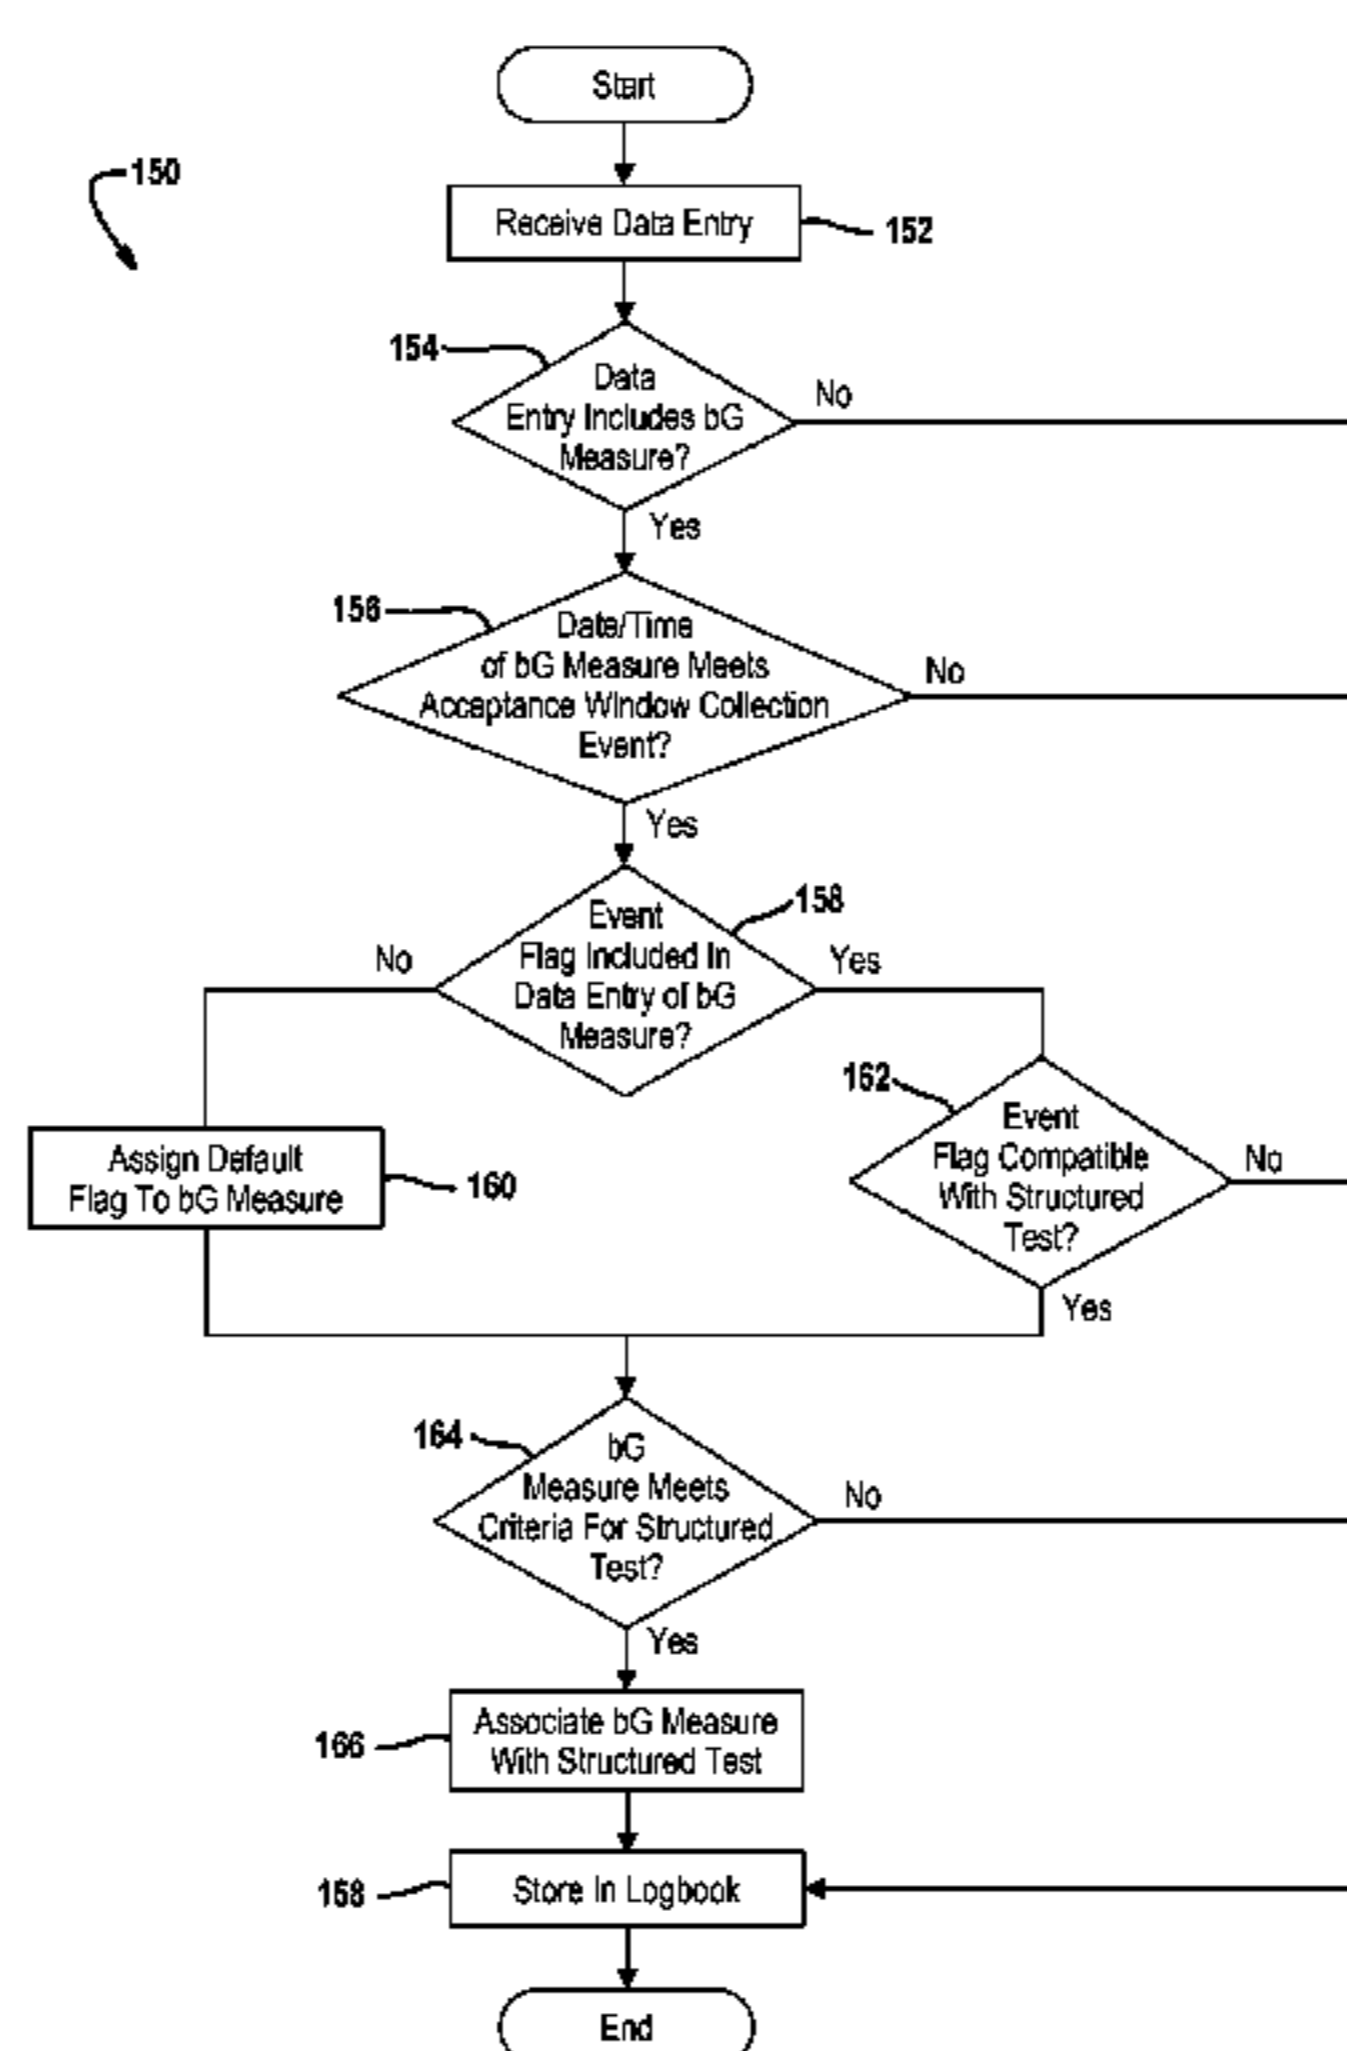 Start
150
Receive Data Entry
152
154
Data
Entry Includes bG
Measure?
No
Yes
156
Date/Time
of bG Measure Meets
Acceptance Window Collection
Event?
No
Yes
158
Event
Flag Included In
Data Entry of bG
Measure?
No
Yes
162
Event
Flag Compatible
With Structured
Test?
No
Yes
Assign Default
Flag To bG Measure
160
164
bG
Measure Meets
Criteria For Structured
Test?
No
Yes
Associate bG Measure
With Structured Test
166
Store In Logbook
168
End